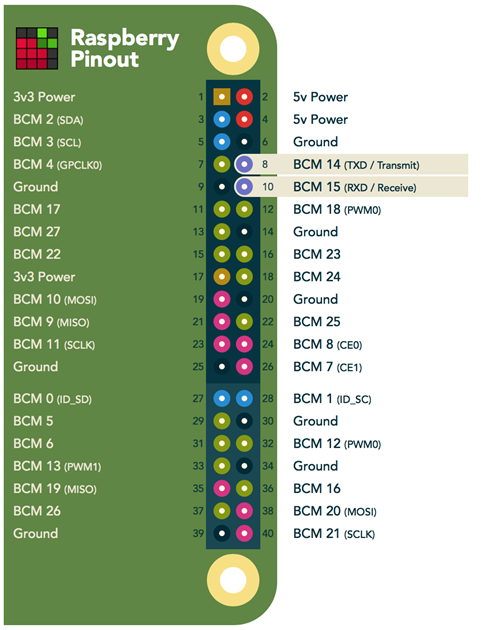 Raspberry
Pinout
3v3 Power 1 2 5v Power
BCM 2 (SDA) 3 4 5v Power
BCM 3 (SCL) 5 6 Ground
BCM 4 (GPCLK0) 7 8 BCM 14 (TXD / Transmit)
Ground 9 10 BCM 15 (RXD / Receive)
BCM 17 11 12 BCM 18 (PWM0)
BCM 27 13 14 Ground
BCM 22 15 16 BCM 23
3v3 Power 17 18 BCM 24
BCM 10 (MOSI) 19 20 Ground
BCM 9 (MISO) 21 22 BCM 25
BCM 11 (SCLK) 23 24 BCM 8 (CE0)
Ground 25 26 BCM 7 (CE1)
BCM 0 (ID_SD) 27 28 BCM 1 (ID_SC)
BCM 5 29 30 Ground
BCM 6 31 32 BCM 12 (PWM0)
BCM 13 (PWM1) 33 34 Ground
BCM 19 (MISO) 35 36 BCM 16
BCM 26 37 38 BCM 20 (MOSI)
Ground 39 40 BCM 21 (SCLK)